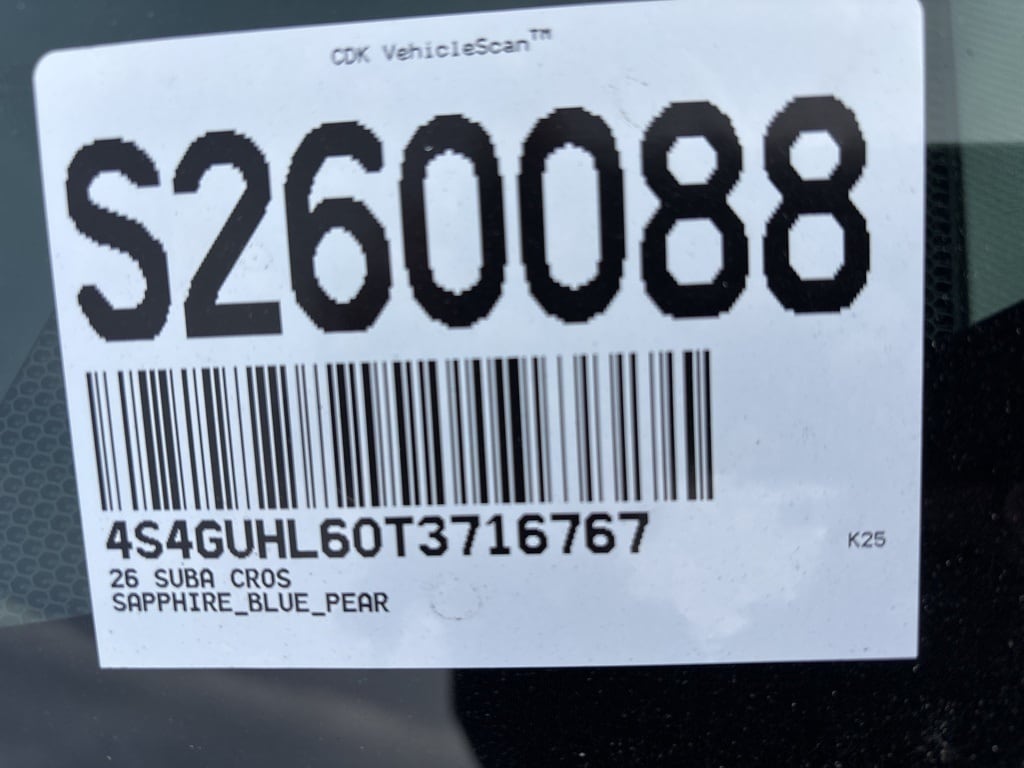 CDK VehicleScan™
S260088
4S4GUHL60T3716767
K25
26 SUBA CROS
SAPPHIRE_BLUE_PEAR